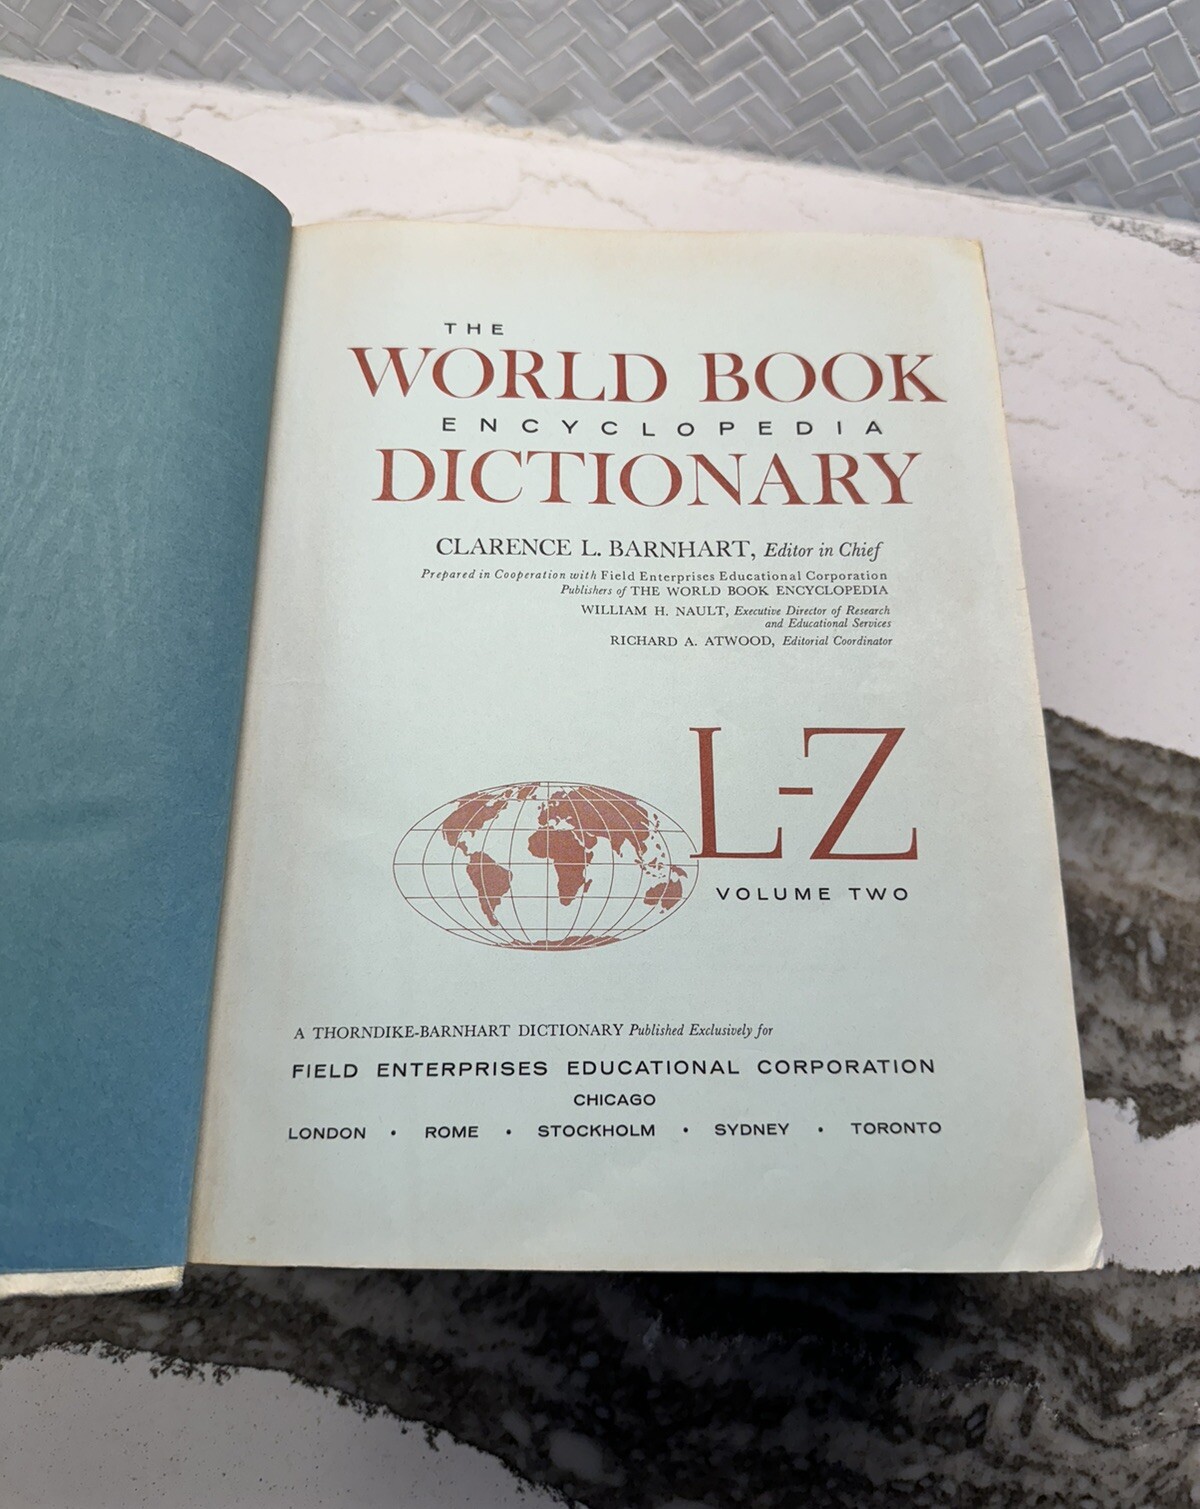 THE
WORLD BOOK
ENCYCLOPEDIA
DICTIONARY
CLARENCE L. BARNHART, Editor in Chief
Prepared in Cooperation with Field Enterprises Educational Corporation
Publishers of THE WORLD BOOK ENCYCLOPEDIA
WILLIAM H. NAULT, Executive Director of Research
and Educational Services
RICHARD A. ATWOOD, Editorial Coordinator
L-Z
VOLUME TWO
A THORNDIKE-BARNHART DICTIONARY Published Exclusively for
FIELD ENTERPRISES EDUCATIONAL CORPORATION
CHICAGO
LONDON • ROME • STOCKHOLM • SYDNEY • TORONTO